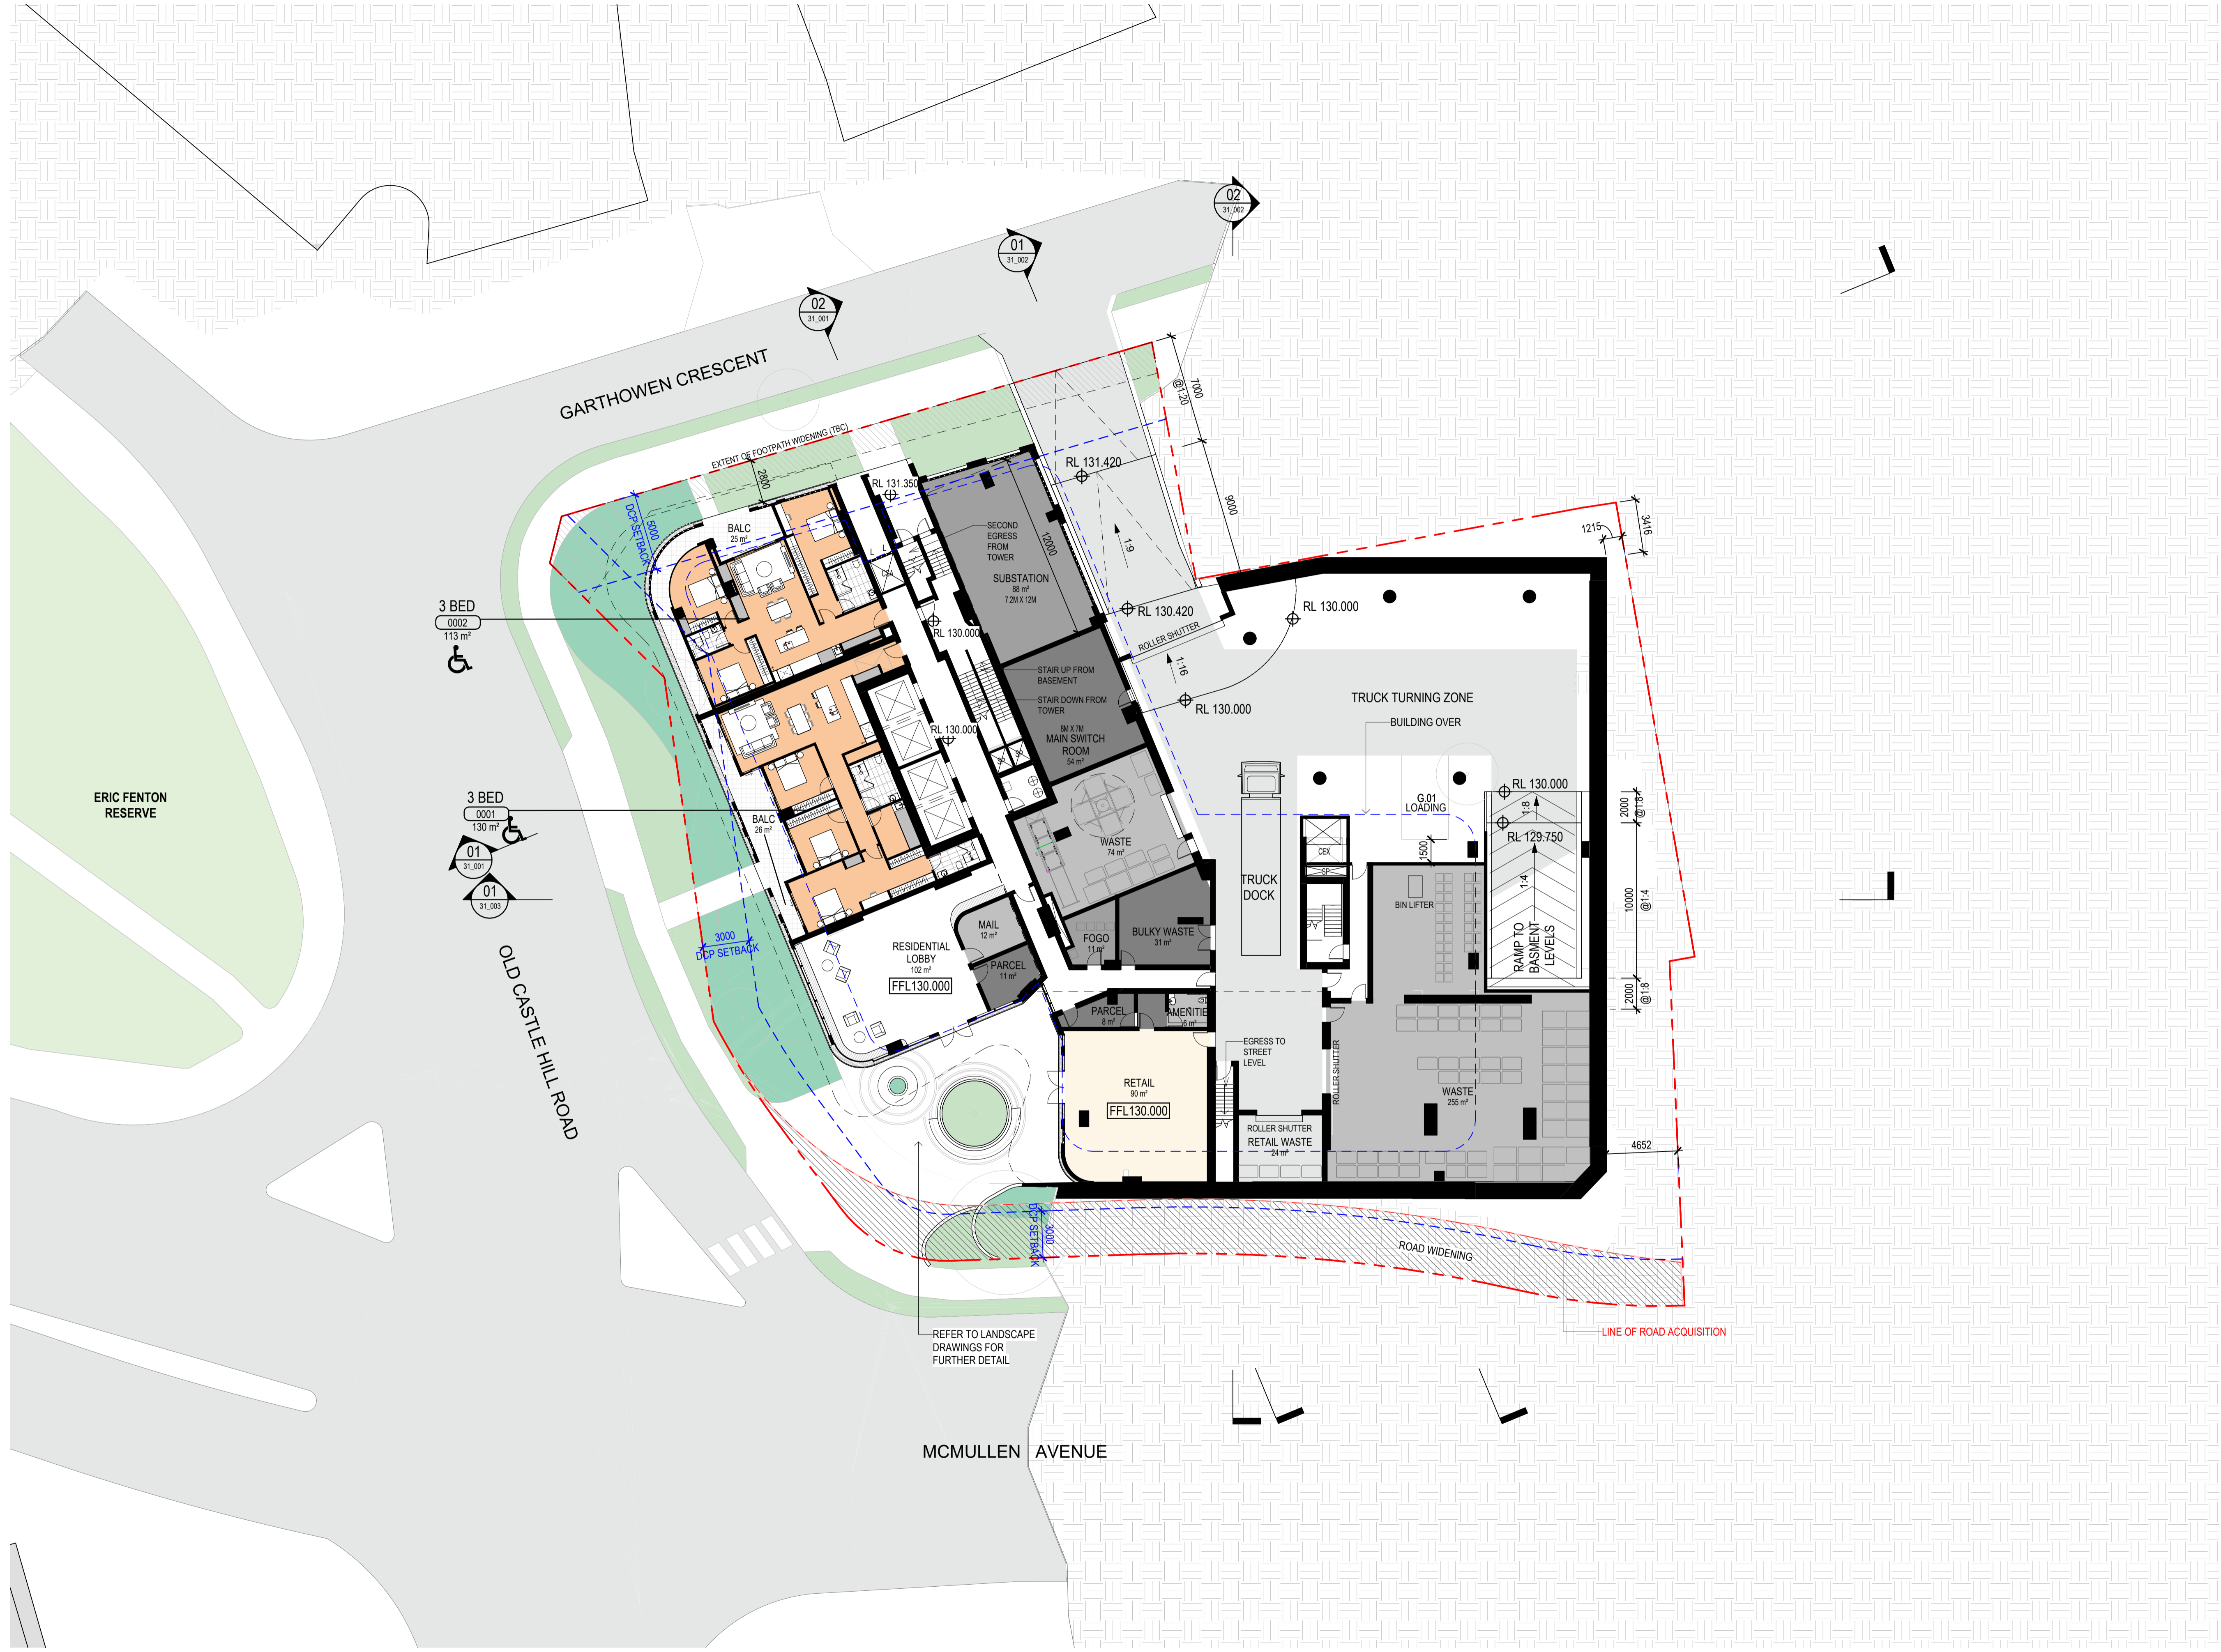 02
31_002
01
31_002
02
31_001
GARTHOWEN CRESCENT
7000
@1:20
EXTENT OF FOOTPATH WIDENING (TBC)
2800
RL 131.420
RL 131.350
9000
5000
DCP SETBACK
BALC
25 m²
L
L
CSA
SECOND
EGRESS
FROM
TOWER
12000
1:9
1215
3416
SUBSTATION
88 m²
7.2M X 12M
3 BED
0002
113 m²
RL 130.420
RL 130.000
RL 130.000
ROLLER SHUTTER
1:16
STAIR UP FROM
BASEMENT
STAIR DOWN FROM
TOWER
TRUCK TURNING ZONE
RL 130.000
BUILDING OVER
RL 130.000
8M X 7M
MAIN SWITCH
ROOM
54 m²
SP
SP
ERIC FENTON
RESERVE
3 BED
0001
130 m²
BALC
26 m²
G.01
LOADING
RL 130.000
1:8
2000
@1:8
RL 129.750
WASTE
74 m²
CEX
SP
1500
01
31_001
01
31_003
TRUCK
DOCK
BIN LIFTER
1:4
10000
@1:4
RAMP TO
BASMENT
LEVELS
MAIL
12 m²
FOGO
11 m²
BULKY WASTE
31 m²
3000
DCP SETBACK
RESIDENTIAL
LOBBY
102 m²
FFL130.000
PARCEL
11 m²
2000
@1:8
OLD CASTLE HILL ROAD
PARCEL
8 m²
AMENITIE
6 m²
EGRESS TO
STREET
LEVEL
ROLLER SHUTTER
RETAIL
90 m²
FFL130.000
WASTE
255 m²
ROLLER SHUTTER
RETAIL WASTE
24 m²
4652
3000
DCP SETBACK
ROAD WIDENING
REFER TO LANDSCAPE
DRAWINGS FOR
FURTHER DETAIL
LINE OF ROAD ACQUISITION
MCMULLEN AVENUE